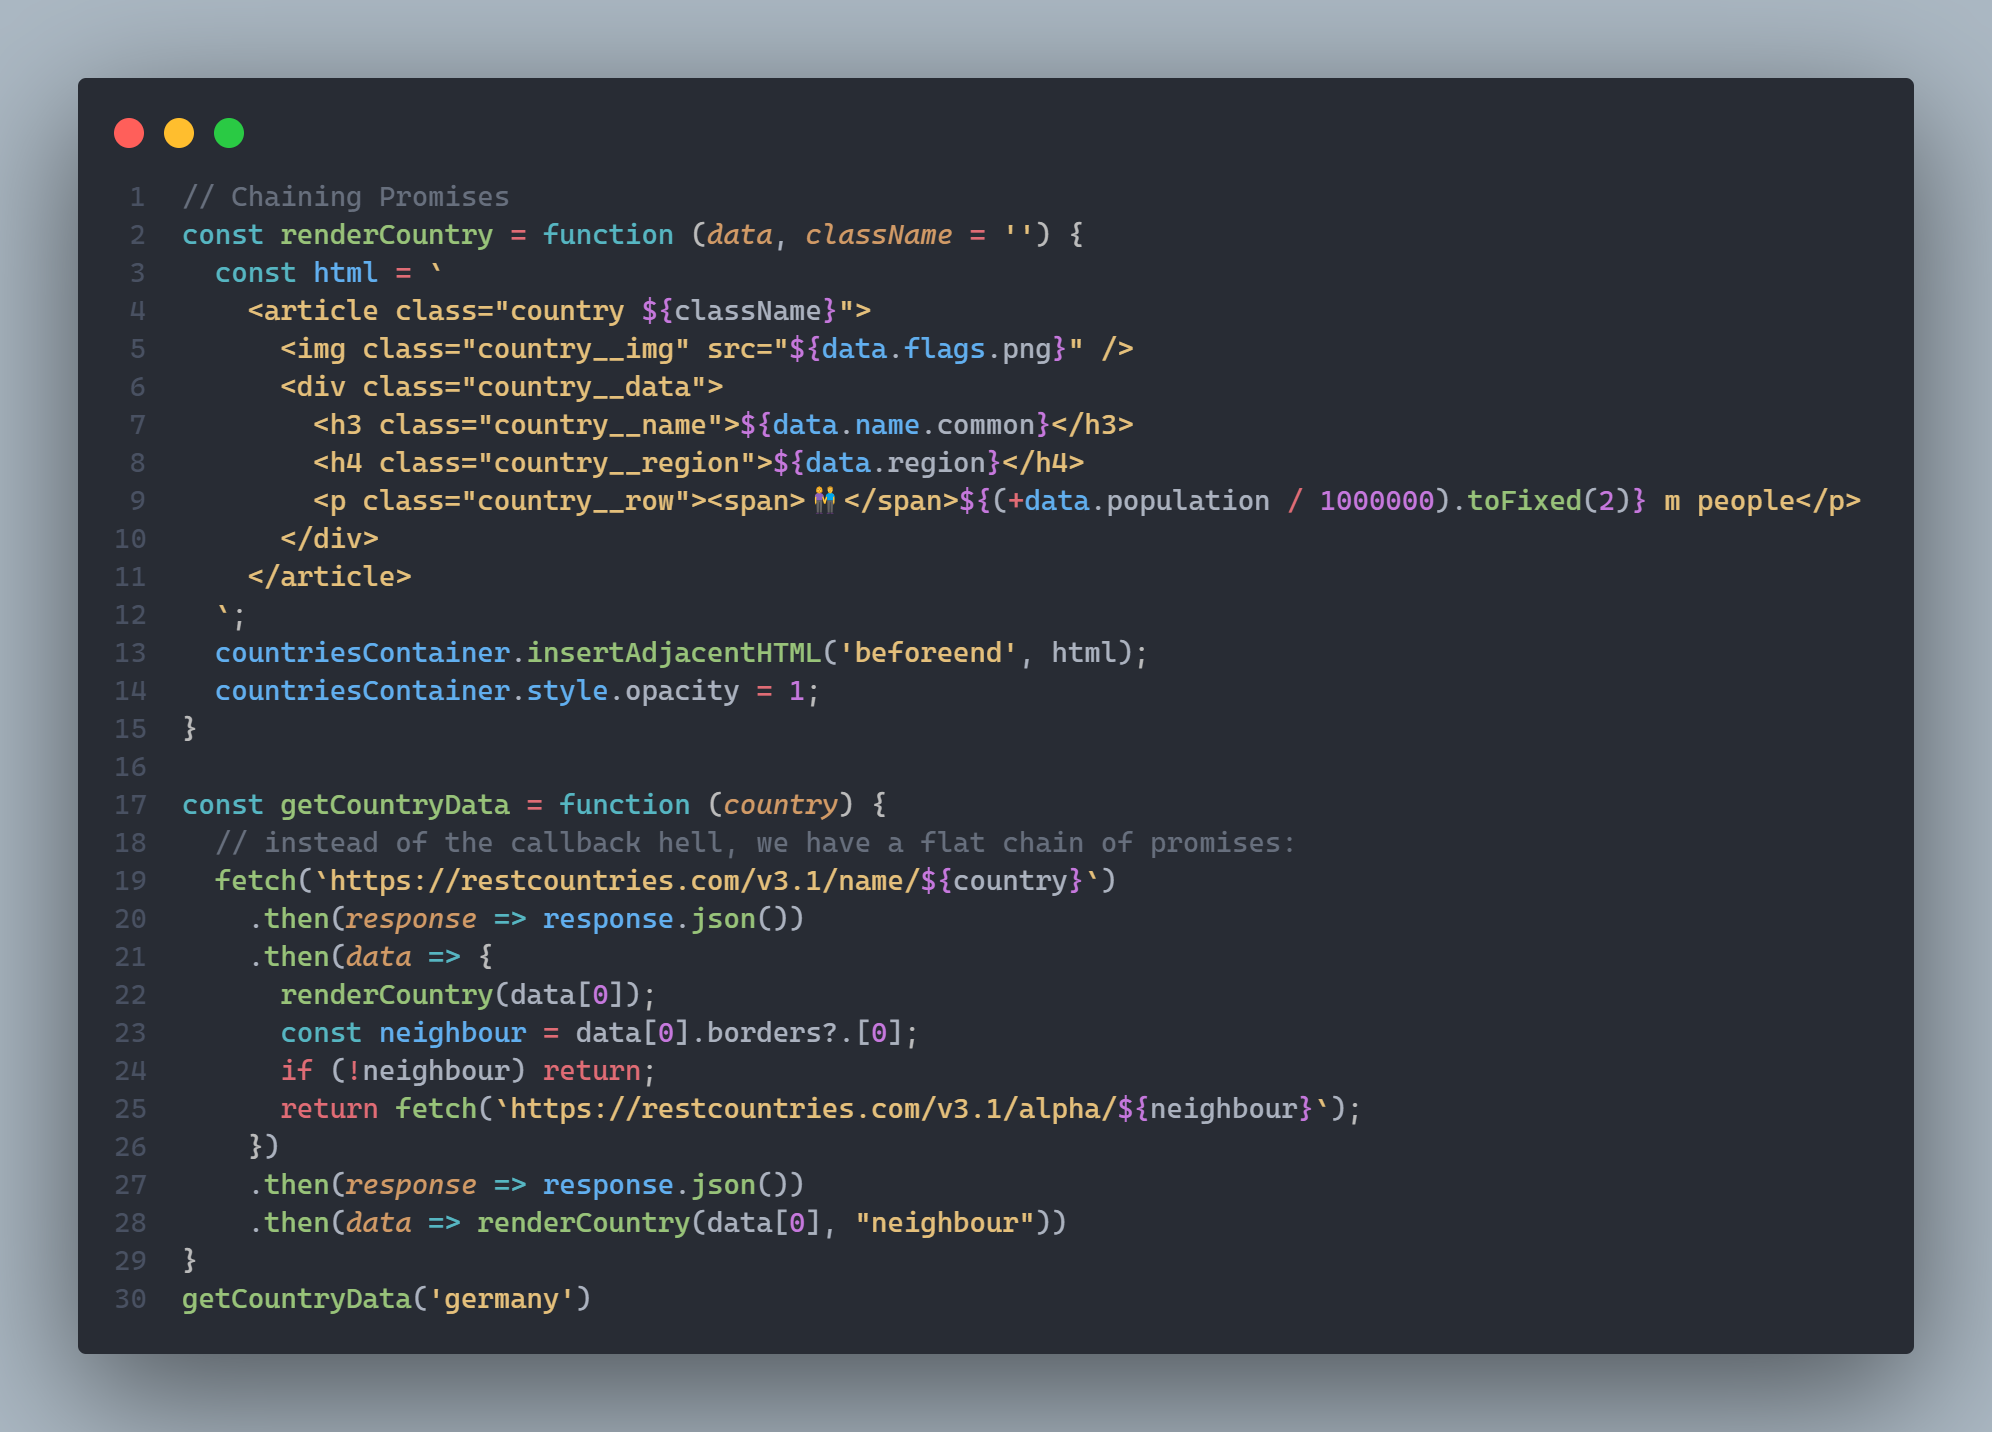 1 // Chaining Promises
2 const renderCountry = function (data, className = '') {
3   const html = `
4     <article class="country ${className}">
5       <img class="country__img" src="${data.flags.png}" />
6       <div class="country__data">
7         <h3 class="country__name">${data.name.common}</h3>
8         <h4 class="country__region">${data.region}</h4>
9         <p class="country__row"><span>👫</span>${(+data.population / 1000000).toFixed(2)} m people</p>
10       </div>
11     </article>
12   `;
13   countriesContainer.insertAdjacentHTML('beforeend', html);
14   countriesContainer.style.opacity = 1;
15 }
16
17 const getCountryData = function (country) {
18   // instead of the callback hell, we have a flat chain of promises:
19   fetch(`https://restcountries.com/v3.1/name/${country}`)
20     .then(response => response.json())
21     .then(data => {
22       renderCountry(data[0]);
23       const neighbour = data[0].borders?.[0];
24       if (!neighbour) return;
25       return fetch(`https://restcountries.com/v3.1/alpha/${neighbour}`);
26     })
27     .then(response => response.json())
28     .then(data => renderCountry(data[0], "neighbour"))
29 }
30 getCountryData('germany')